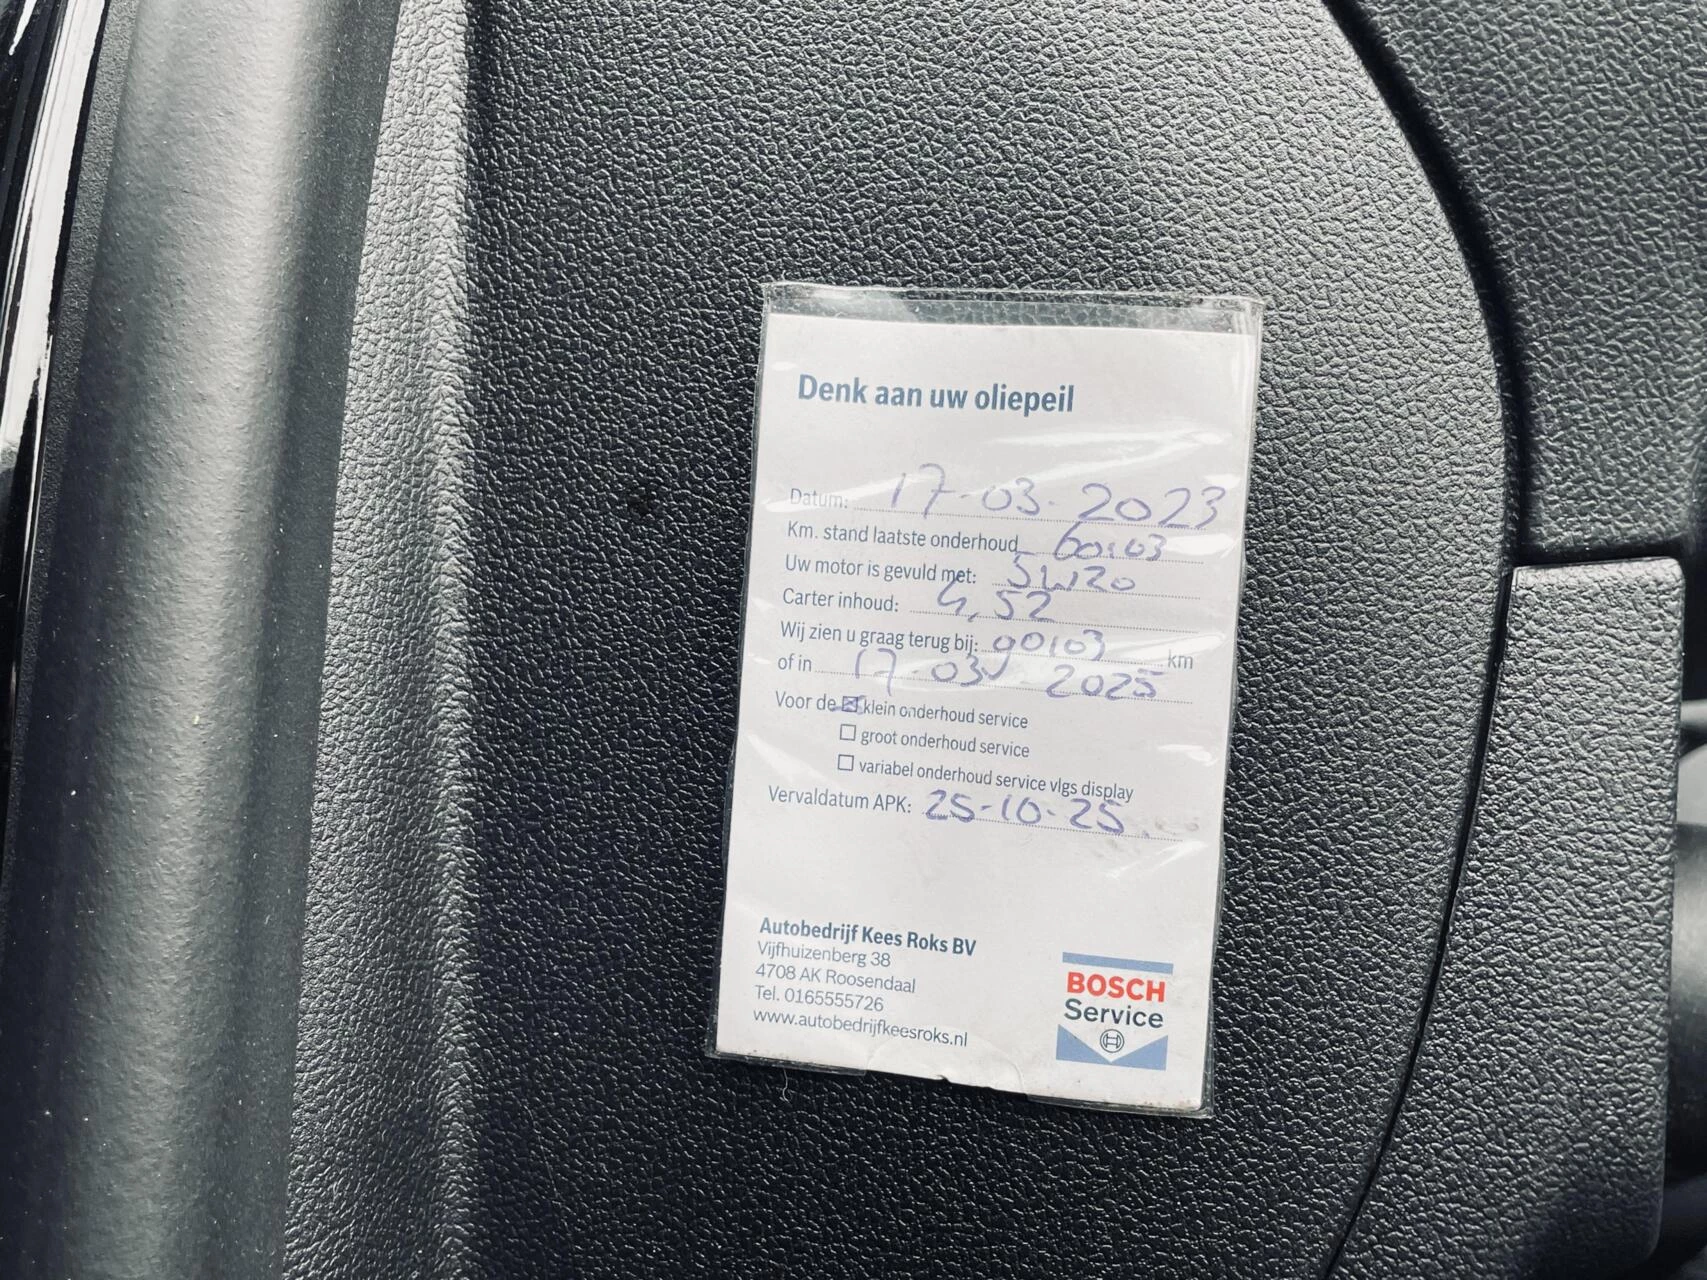 Denk aan uw oliepeil
Datum: 17-03-2023
Km. stand laatste onderhoud 60103
Uw motor is gevuld met: 5W20
Carter inhoud: 4,52
Wij zien u graag terug bij: 90103 km
of in 17-03-2025
Voor de ☒ klein onderhoud service
☐ groot onderhoud service
☐ variabel onderhoud service vlgs display
Vervaldatum APK: 25-10-25
Autobedrijf Kees Roks BV
Vijfhuizenberg 38
4708 AK Roosendaal
Tel. 0165555726
www.autobedrijfkeesroks.nl
BOSCH
Service